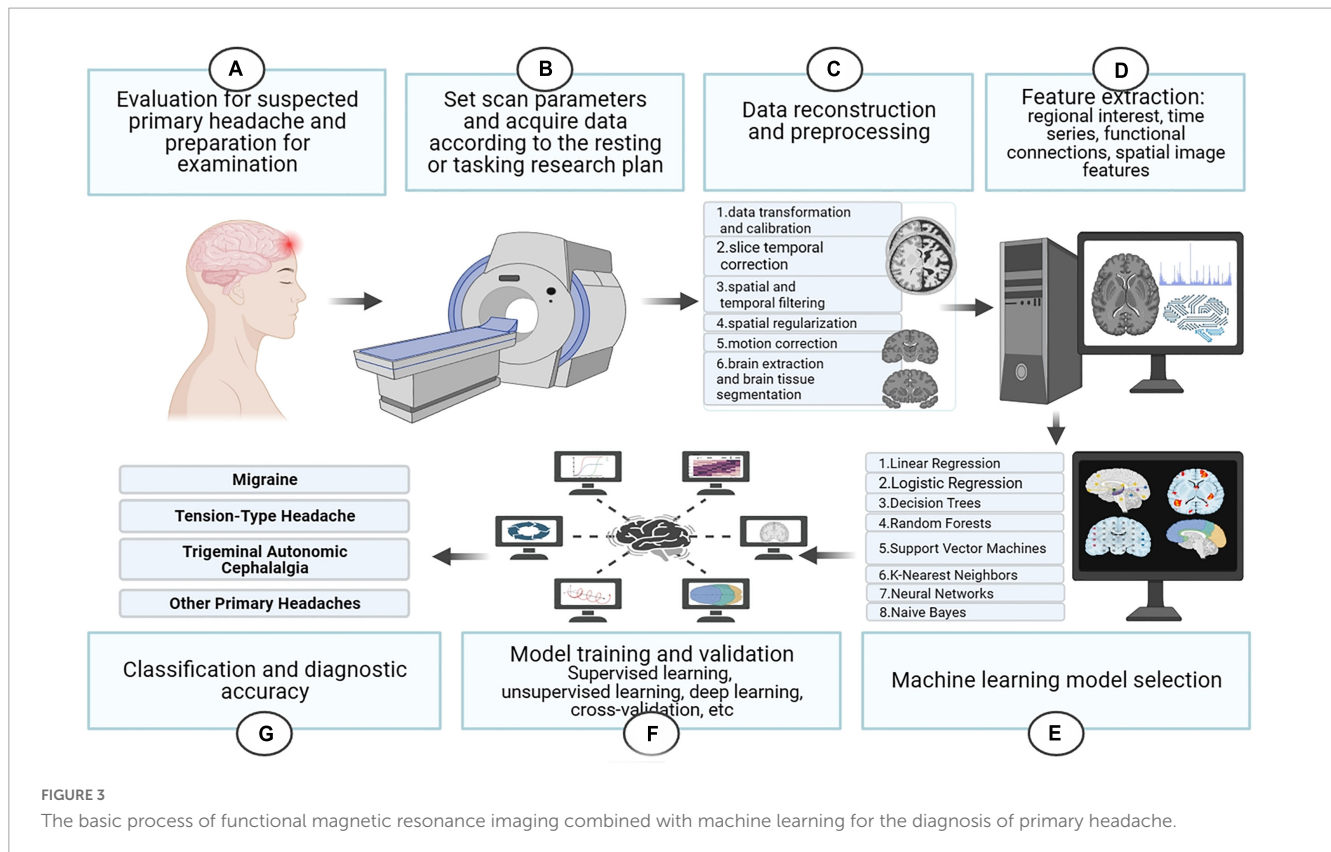 A
Evaluation for suspected
primary headache and
preparation for
examination
B
Set scan parameters
and acquire data
according to the resting
or tasking research plan
C
Data reconstruction
and preprocessing
D
Feature extraction:
regional interest, time
series, functional
connections, spatial image
features
1.data transformation
and calibration
2.slice temporal
correction
3.spatial and
temporal filtering
4.spatial regularization
5.motion correction
6.brain extraction
and brain tissue
segmentation
1.Linear Regression
2.Logistic Regression
3.Decision Trees
4.Random Forests
5.Support Vector Machines
6.K-Nearest Neighbors
7.Neural Networks
8.Naive Bayes
Machine learning model selection
E
Model training and validation
Supervised learning,
unsupervised learning, deep learning,
cross-validation, etc
F
Migraine
Tension-Type Headache
Trigeminal Autonomic
Cephalalgia
Other Primary Headaches
Classification and diagnostic
accuracy
G
FIGURE 3
The basic process of functional magnetic resonance imaging combined with machine learning for the diagnosis of primary headache.